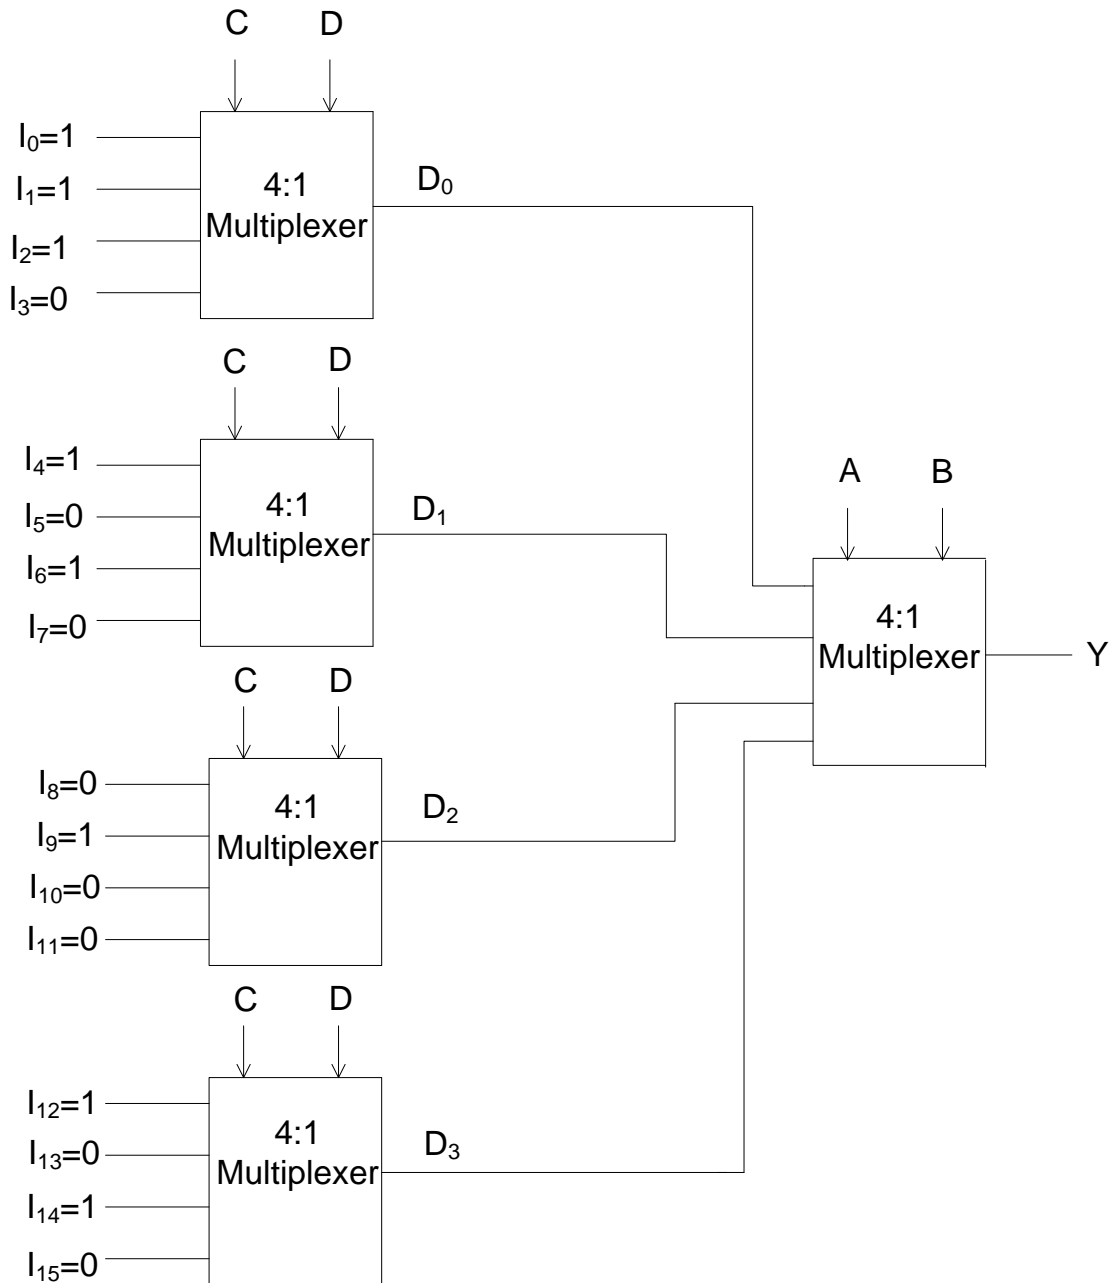 C D
I₀=1
I₁=1
I₂=1
I₃=0
4:1
Multiplexer
D₀
C D
I₄=1
I₅=0
I₆=1
I₇=0
4:1
Multiplexer
D₁
A B
4:1
Multiplexer
Y
C D
I₈=0
I₉=1
I₁₀=0
I₁₁=0
4:1
Multiplexer
D₂
C D
I₁₂=1
I₁₃=0
I₁₄=1
I₁₅=0
4:1
Multiplexer
D₃